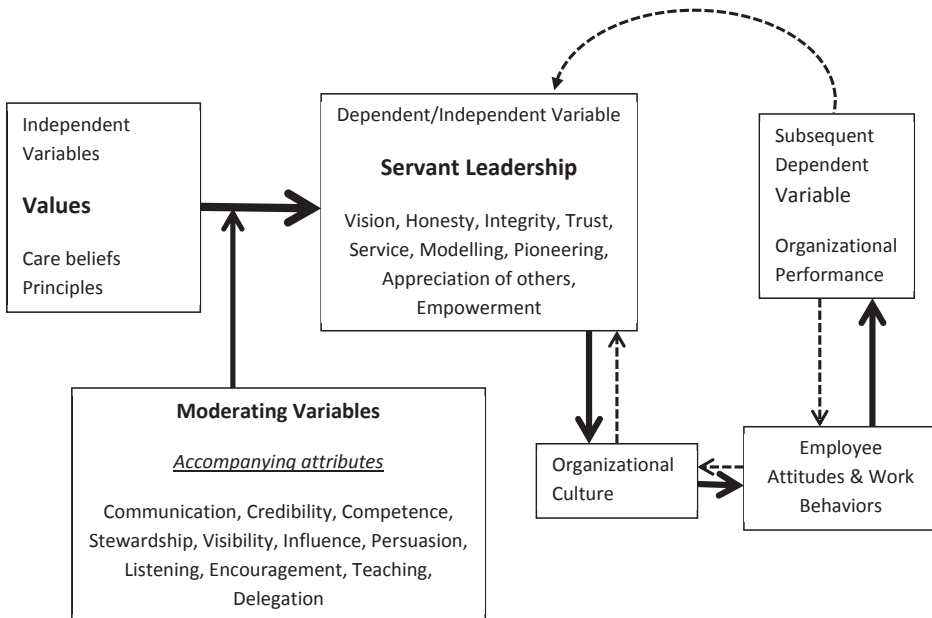 Independent
Variables
Values
Care beliefs
Principles
Dependent/Independent Variable
Servant Leadership
Vision, Honesty, Integrity, Trust,
Service, Modelling, Pioneering,
Appreciation of others,
Empowerment
Subsequent
Dependent
Variable
Organizational
Performance
Moderating Variables
Accompanying attributes
Communication, Credibility, Competence,
Stewardship, Visibility, Influence, Persuasion,
Listening, Encouragement, Teaching,
Delegation
Organizational
Culture
Employee
Attitudes & Work
Behaviors